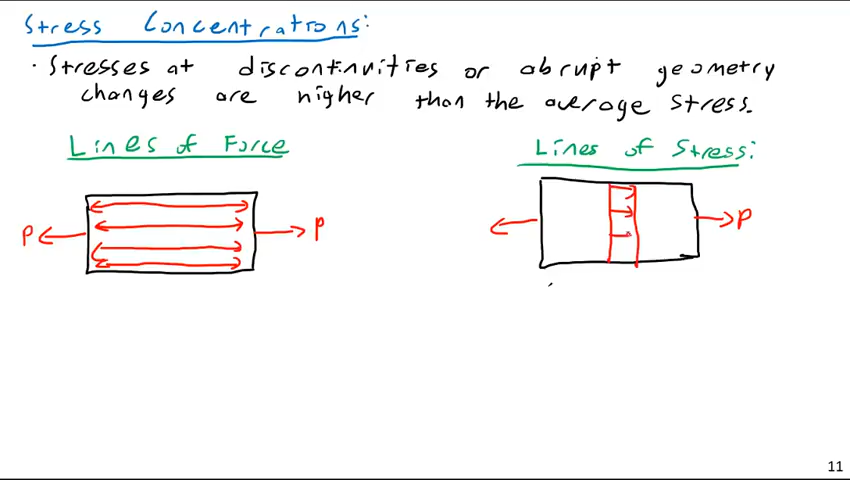 Stress Concentrations:
· Stresses at discontinuities or abrupt geometry
changes are higher than the average stress.
Lines of Force
Lines of Stress:
P P
P
11